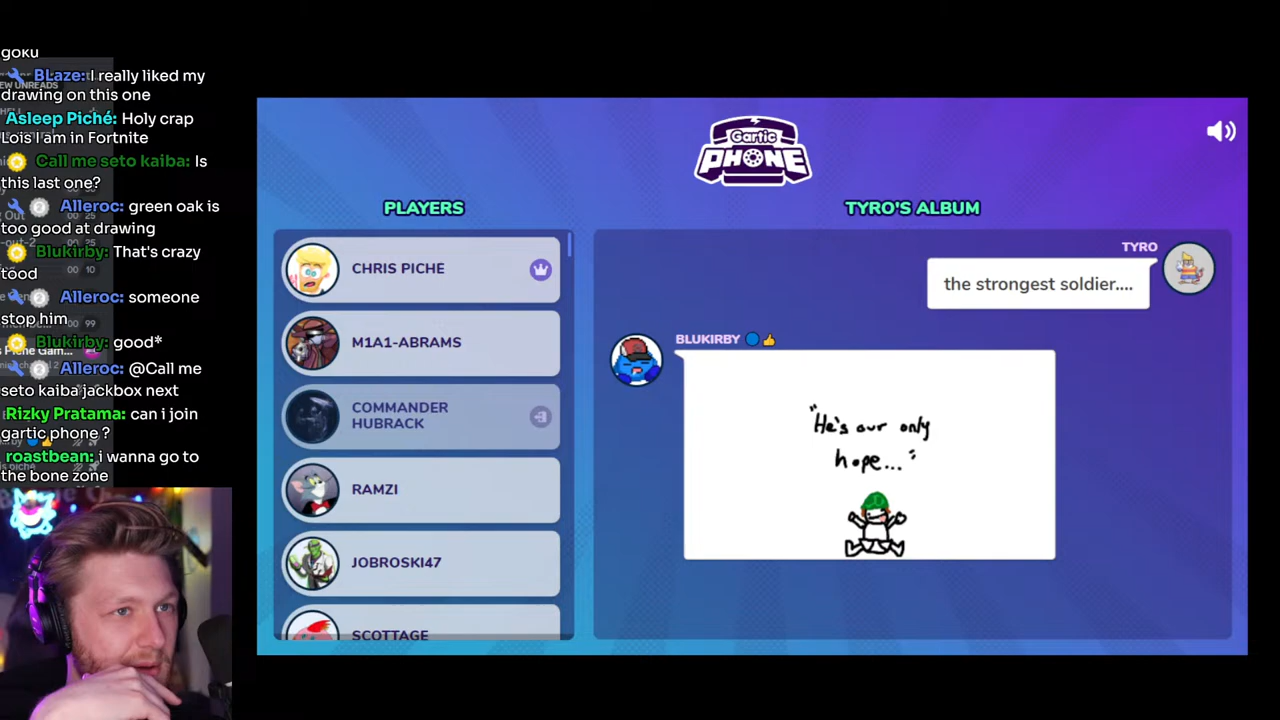 goku
BLaze: I really liked my
drawing on this one
Asleep Piché: Holy crap
Lois I am in Fortnite
Call me seto kaiba: Is
this last one?
Alleroc: green oak is
too good at drawing
Blukirby: That's crazy
tood
Alleroc: someone
stop him
Blukirby: good*
Alleroc: @Call me
seto kaiba jackbox next
Rizky Pratama: can i join
gartic phone ?
roastbean: i wanna go to
the bone zone
Gartic
PHONE
PLAYERS
CHRIS PICHE
M1A1-ABRAMS
COMMANDER
HUBRACK
RAMZI
JOBROSKI47
SCOTTAGE
TYRO'S ALBUM
TYRO
the strongest soldier....
BLUKIRBY
"He's our only
hope..."